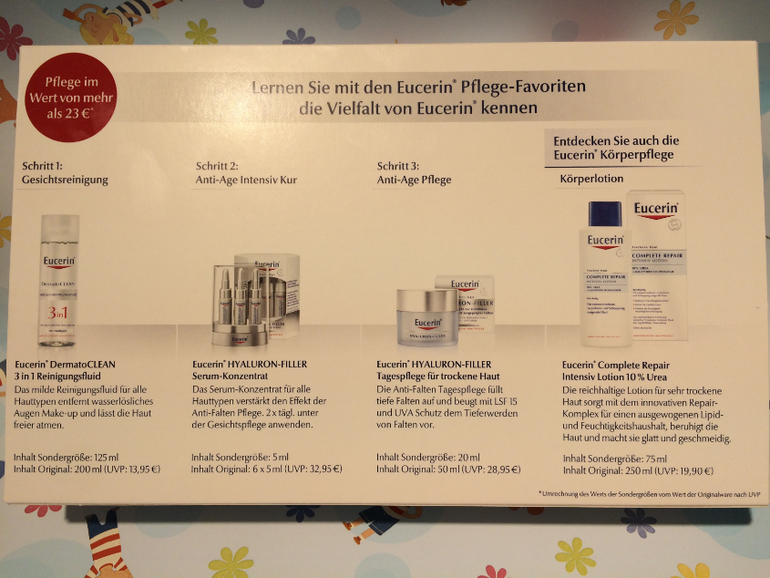 Pflege im
Wert von mehr
als 23 €*
Lernen Sie mit den Eucerin® Pflege-Favoriten
die Vielfalt von Eucerin® kennen
Entdecken Sie auch die
Eucerin® Körperpflege
Schritt 1:
Gesichtsreinigung
Schritt 2:
Anti-Age Intensiv Kur
Schritt 3:
Anti-Age Pflege
Körperlotion
Eucerin®
DermatoCLEAN
3 in 1
Eucerin
Eucerin
HYALURON-FILLER
Eucerin
Eucerin
COMPLETE REPAIR
10% UREA
Eucerin
COMPLETE REPAIR
Eucerin® DermatoCLEAN
3 in 1 Reinigungsfluid
Das milde Reinigungsfluid für alle
Hauttypen entfernt wasserlösliches
Augen Make-up und lässt die Haut
freier atmen.
Inhalt Sondergröße: 125 ml
Inhalt Original: 200 ml (UVP: 13,95 €)
Eucerin® HYALURON-FILLER
Serum-Konzentrat
Das Serum-Konzentrat für alle
Hauttypen verstärkt den Effekt der
Anti-Falten Pflege. 2 x tägl. unter
der Gesichtspflege anwenden.
Inhalt Sondergröße: 5 ml
Inhalt Original: 6 x 5 ml (UVP: 32,95 €)
Eucerin® HYALURON-FILLER
Tagespflege für trockene Haut
Die Anti-Falten Tagespflege füllt
tiefe Falten auf und beugt mit LSF 15
und UVA Schutz dem Tieferwerden
von Falten vor.
Inhalt Sondergröße: 20 ml
Inhalt Original: 50 ml (UVP: 28,95 €)
Eucerin® Complete Repair
Intensiv Lotion 10 % Urea
Die reichhaltige Lotion für sehr trockene
Haut sorgt mit dem innovativen Repair-
Komplex für einen ausgewogenen Lipid-
und Feuchtigkeitshaushalt, beruhigt die
Haut und macht sie glatt und geschmeidig.
Inhalt Sondergröße: 75 ml
Inhalt Original: 250 ml (UVP: 19,90 €)
*Umrechnung des Werts der Sondergrößen vom Wert der Originalware nach UVP